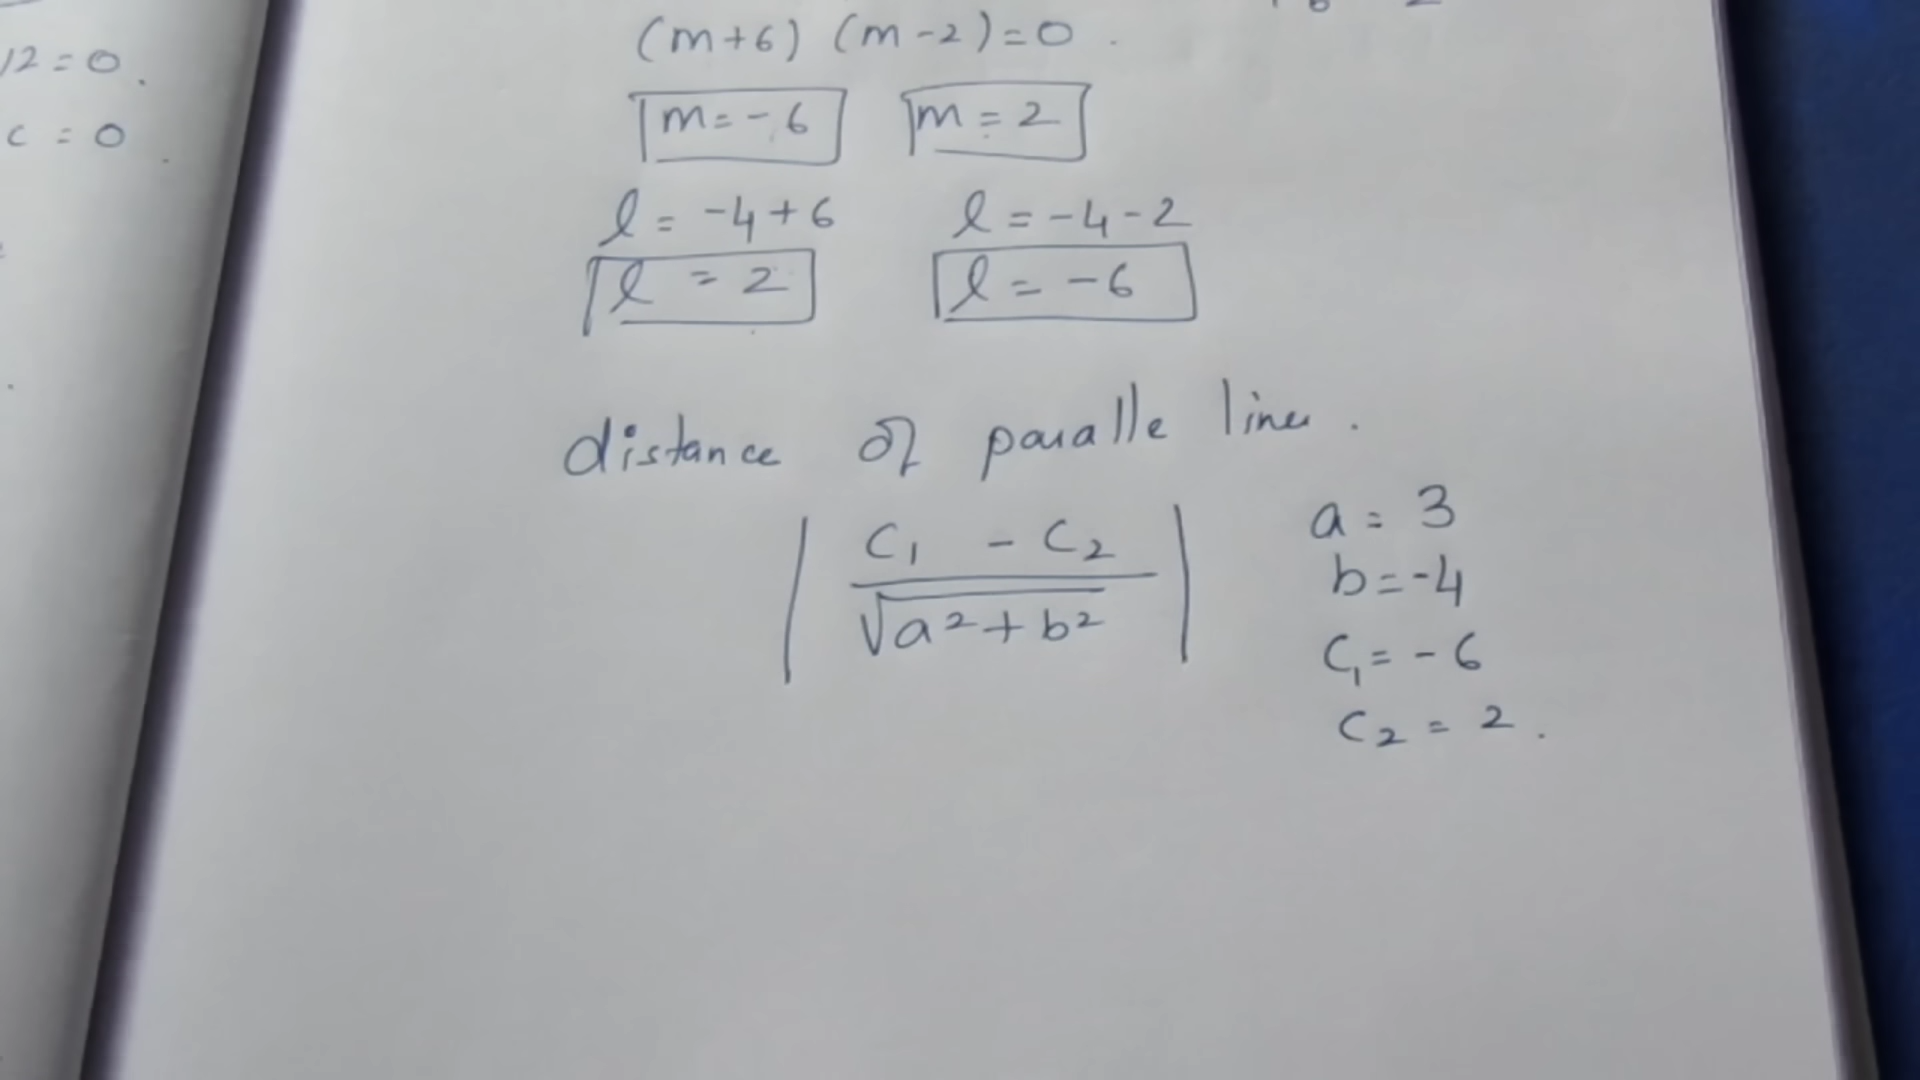 12 = 0 .
c = 0 .
(m+6) (m-2)=0 .
m = -6 m = 2
l = -4+6 l = -4-2
l = 2 l = -6
distance of paralle line .
| C₁ - C₂ / √a²+b² |
a = 3
b = -4
C₁ = -6
C₂ = 2 .